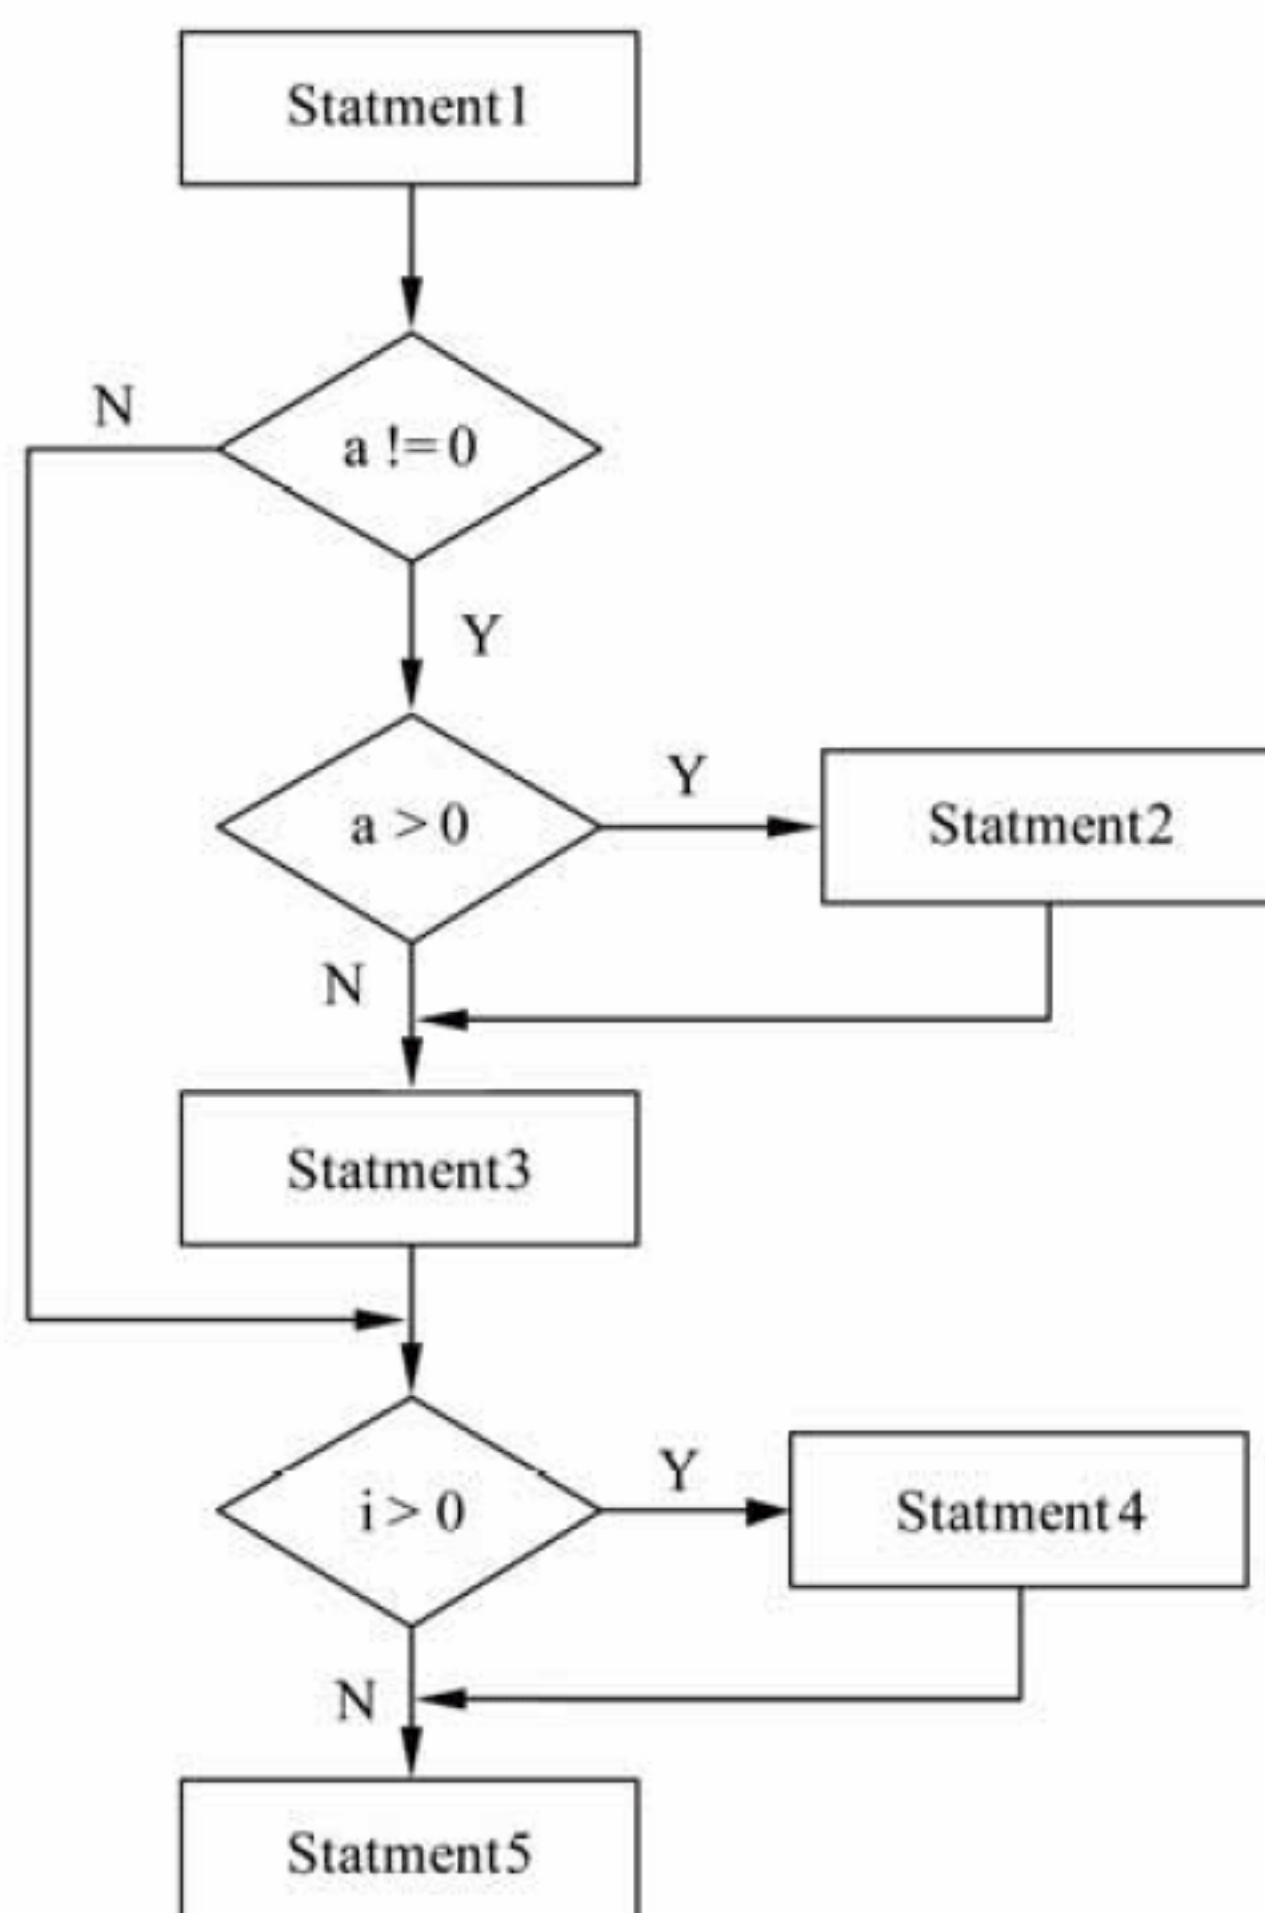 Statment1
N
a !=0
Y
a > 0
Y
Statment2
N
Statment3
i > 0
Y
Statment4
N
Statment5